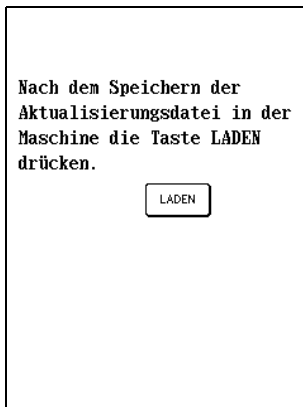 Nach dem Speichern der
Aktualisierungsdatei in der
Maschine die Taste LADEN
drücken.
LADEN